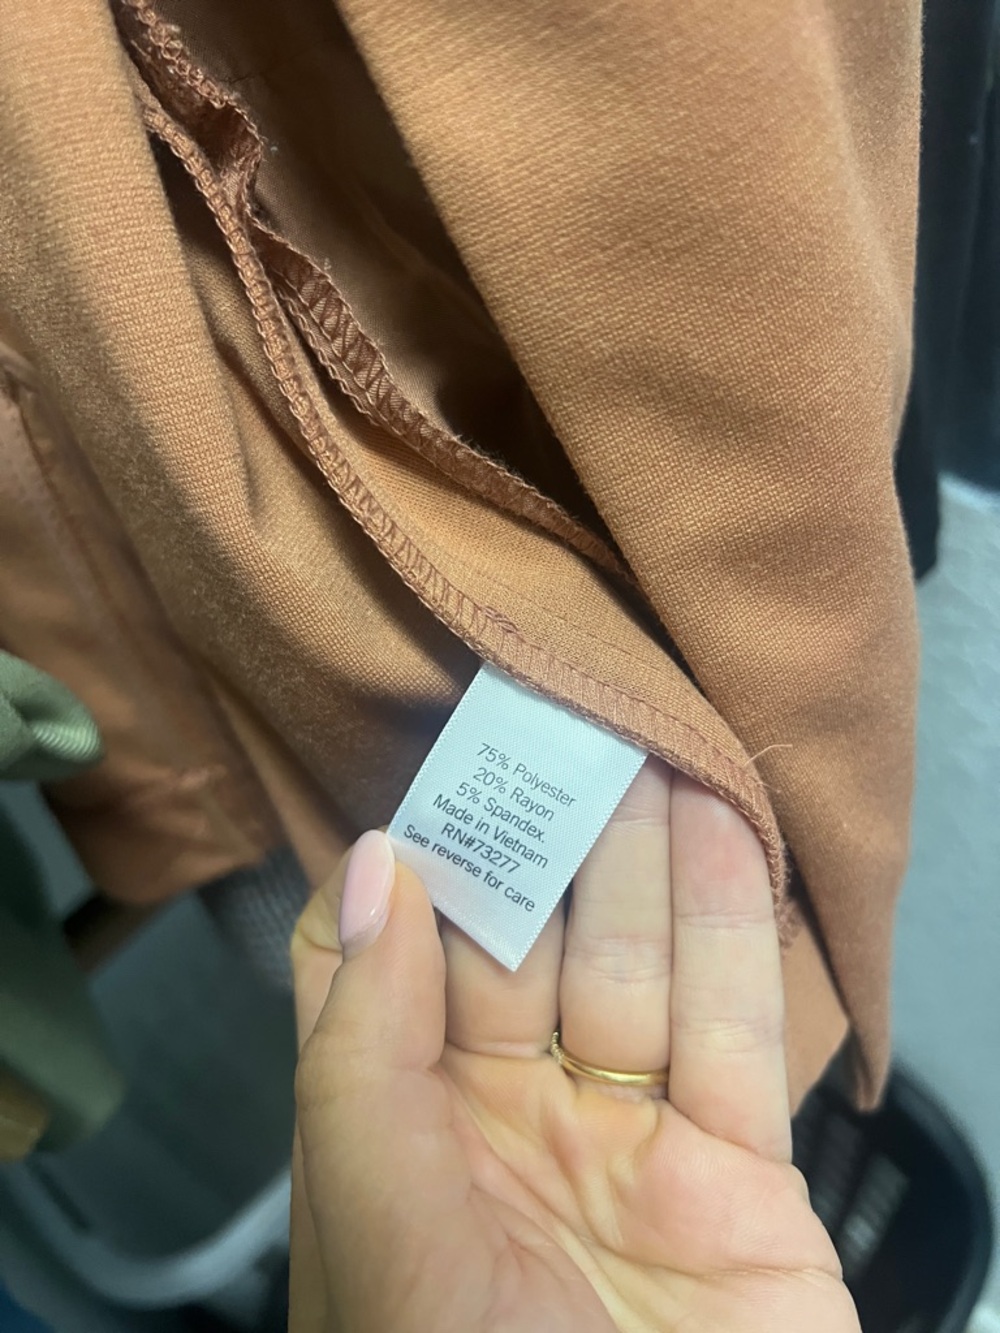 75% Polyester
20% Rayon
5% Spandex.
Made in Vietnam
RN#73277
See reverse for care